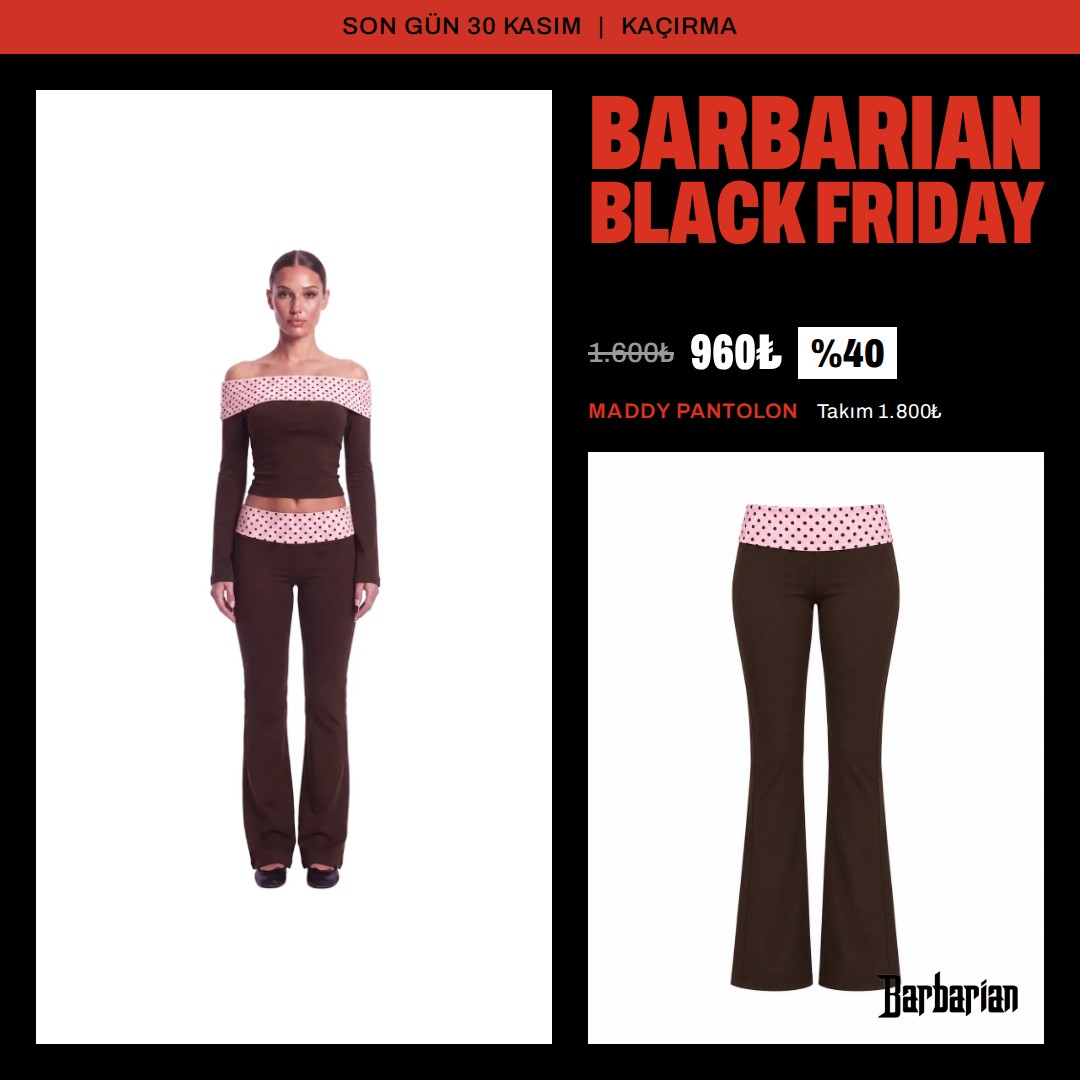 SON GÜN 30 KASIM | KAÇIRMA
BARBARIAN
BLACK FRIDAY
1.600₺ 960₺ %40
MADDY PANTOLON Takım 1.800₺
Barbarian